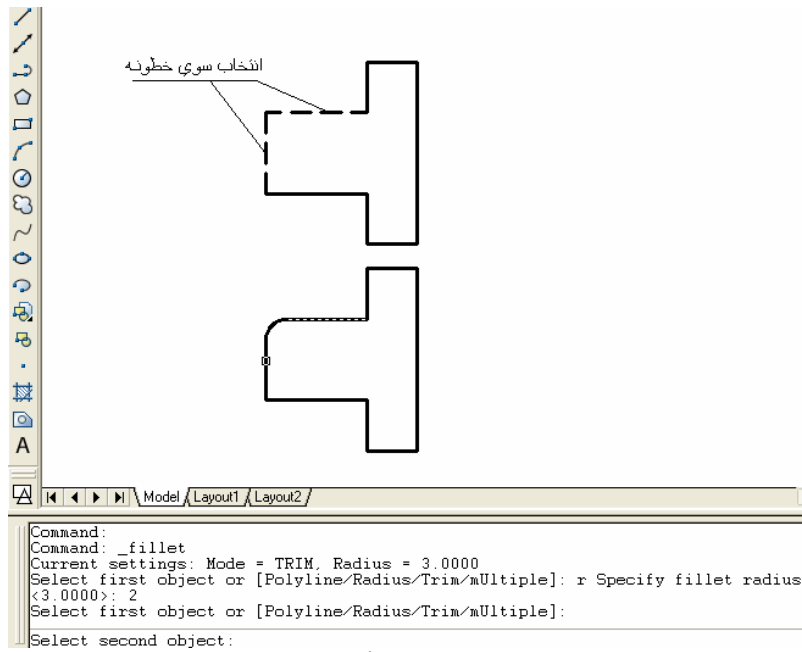 انتخاب سوي خطونه
A
Model Layout1 Layout2
Command:
Command: _fillet
Current settings: Mode = TRIM, Radius = 3.0000
Select first object or [Polyline/Radius/Trim/mUltiple]: r Specify fillet radius
<3.0000>: 2
Select first object or [Polyline/Radius/Trim/mUltiple]:
Select second object: